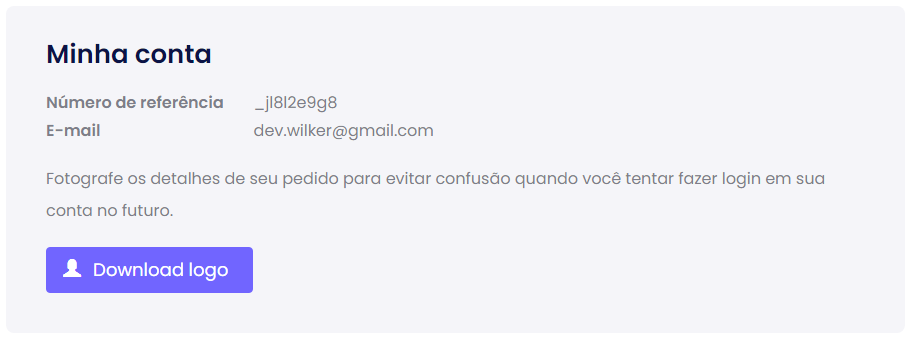 Minha conta
Número de referência _jl8l2e9g8
E-mail dev.wilker@gmail.com
Fotografe os detalhes de seu pedido para evitar confusão quando você tentar fazer login em sua
conta no futuro.
Download logo